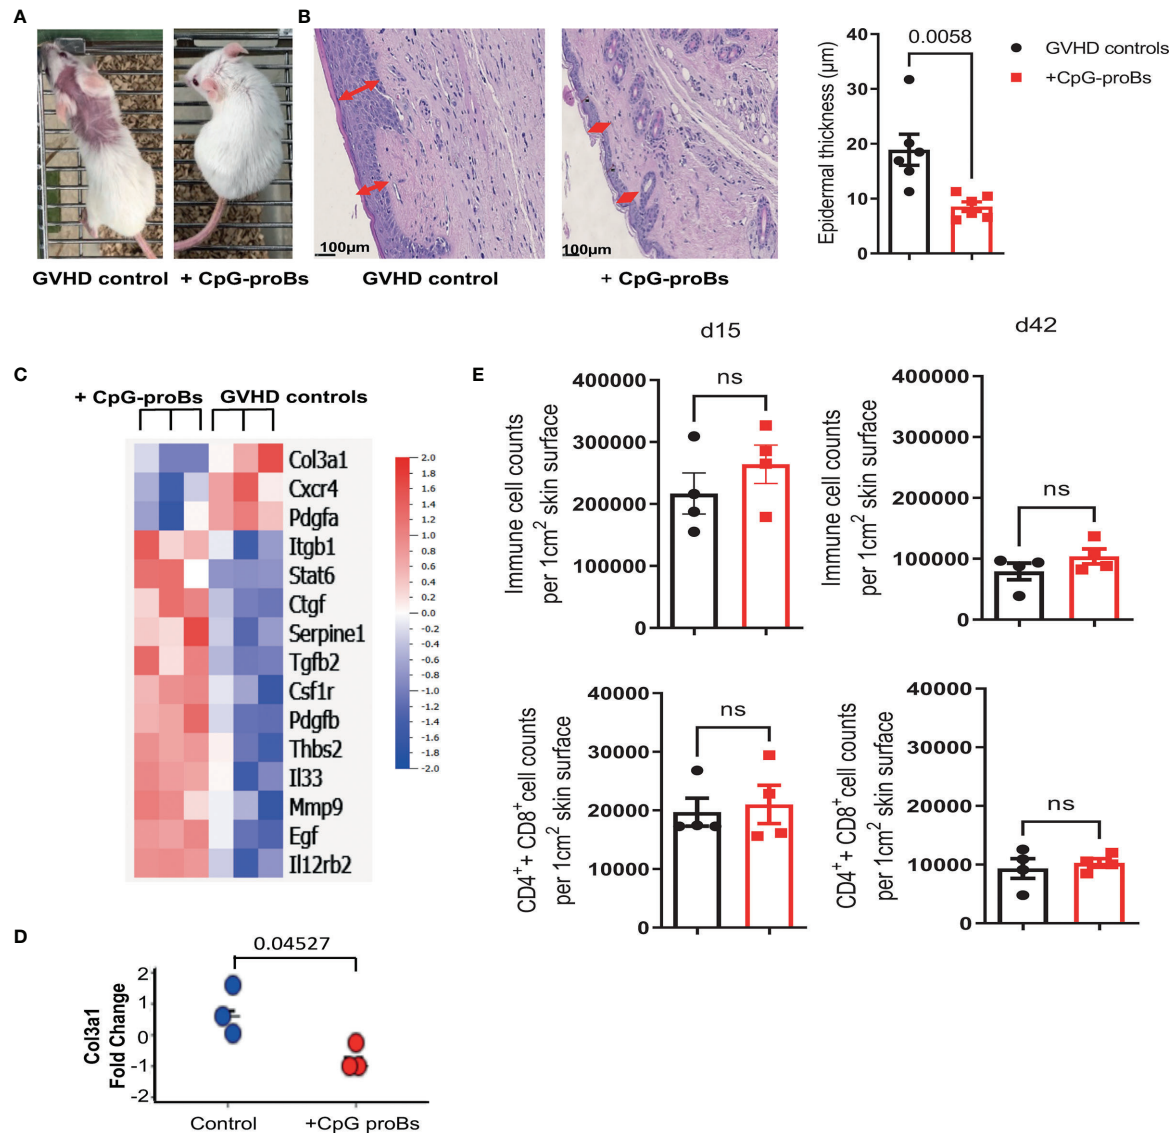 A
GVHD control
+ CpG-proBs
B
100µm
GVHD control
100µm
+ CpG-proBs
Epidermal thickness (µm)
40
30
20
10
0
0.0058
GVHD controls
+CpG-proBs
C
+ CpG-proBs
GVHD controls
Col3a1
Cxcr4
Pdgfa
Itgb1
Stat6
Ctgf
Serpine1
Tgfb2
Csf1r
Pdgfb
Thbs2
Il33
Mmp9
Egf
Il12rb2
2.0
1.8
1.6
1.4
1.2
1.0
0.8
0.6
0.4
0.2
0.0
-0.2
-0.4
-0.6
-0.8
-1.0
-1.2
-1.4
-1.6
-1.8
-2.0
D
0.04527
Col3a1
Fold Change
2
1
0
-1
-2
Control
+CpG proBs
E
d15
Immune cell counts
per 1cm² skin surface
400000
300000
200000
100000
0
ns
d42
Immune cell counts
per 1cm² skin surface
400000
300000
200000
100000
0
ns
CD4⁺+ CD8⁺cell counts
per 1cm² skin surface
40000
30000
20000
10000
0
ns
CD4⁺+ CD8⁺cell counts
per 1cm² skin surface
40000
30000
20000
10000
0
ns